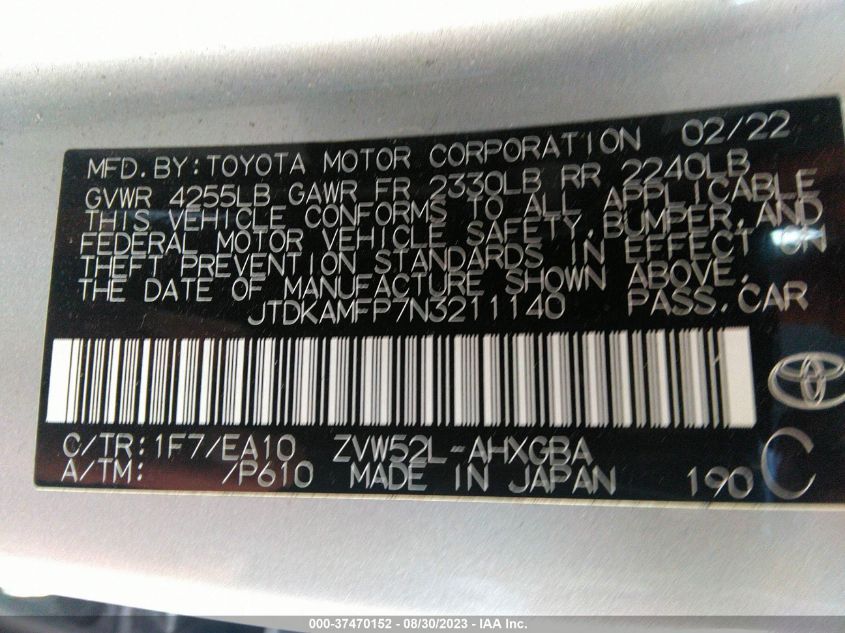 MFD.BY:TOYOTA MOTOR CORPORATION 02/22
GVWR 4255LB GAWR FR 2330LB RR 2240LB
THIS VEHICLE CONFORMS TO ALL APPLICABLE
FEDERAL MOTOR VEHICLE SAFETY,BUMPER,AND
THEFT PREVENTION STANDARDS IN EFFECT ON
THE DATE OF MANUFACTURE SHOWN ABOVE.
JTDKAMFP7N3211140 PASS.CAR
C/TR:1F7/EA10 ZVW52L-AHXGBA
A/TM: /P610 MADE IN JAPAN 190 C
000-37470152 - 08/30/2023 - IAA Inc.